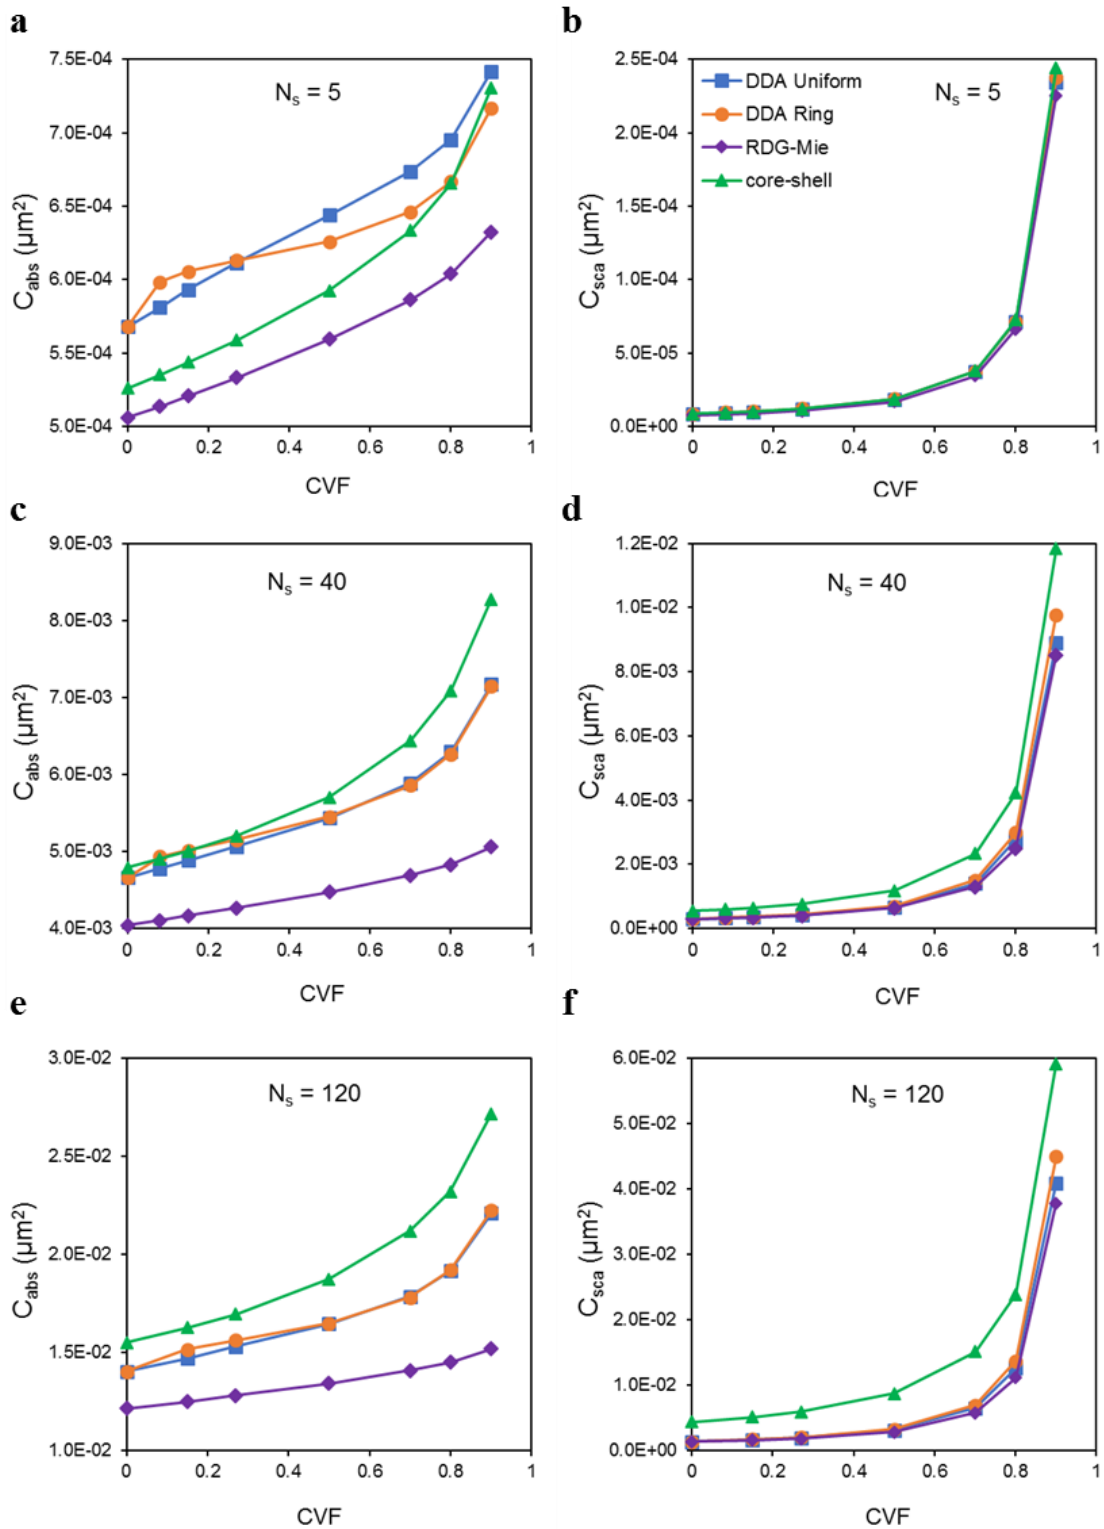 a
7.5E-04
7.0E-04
6.5E-04
6.0E-04
5.5E-04
5.0E-04
Cabs (μm²)
Ns = 5
0 0.2 0.4 0.6 0.8 1
CVF
b
2.5E-04
2.0E-04
1.5E-04
1.0E-04
5.0E-05
0.0E+00
Csca (μm²)
DDA Uniform
DDA Ring
RDG-Mie
core-shell
Ns = 5
0 0.2 0.4 0.6 0.8 1
CVF
c
9.0E-03
8.0E-03
7.0E-03
6.0E-03
5.0E-03
4.0E-03
Cabs (μm²)
Ns = 40
0 0.2 0.4 0.6 0.8 1
CVF
d
1.2E-02
1.0E-02
8.0E-03
6.0E-03
4.0E-03
2.0E-03
0.0E+00
Csca (μm²)
Ns = 40
0 0.2 0.4 0.6 0.8 1
CVF
e
3.0E-02
2.5E-02
2.0E-02
1.5E-02
1.0E-02
Cabs (μm²)
Ns = 120
0 0.2 0.4 0.6 0.8 1
CVF
f
6.0E-02
5.0E-02
4.0E-02
3.0E-02
2.0E-02
1.0E-02
0.0E+00
Csca (μm²)
Ns = 120
0 0.2 0.4 0.6 0.8 1
CVF